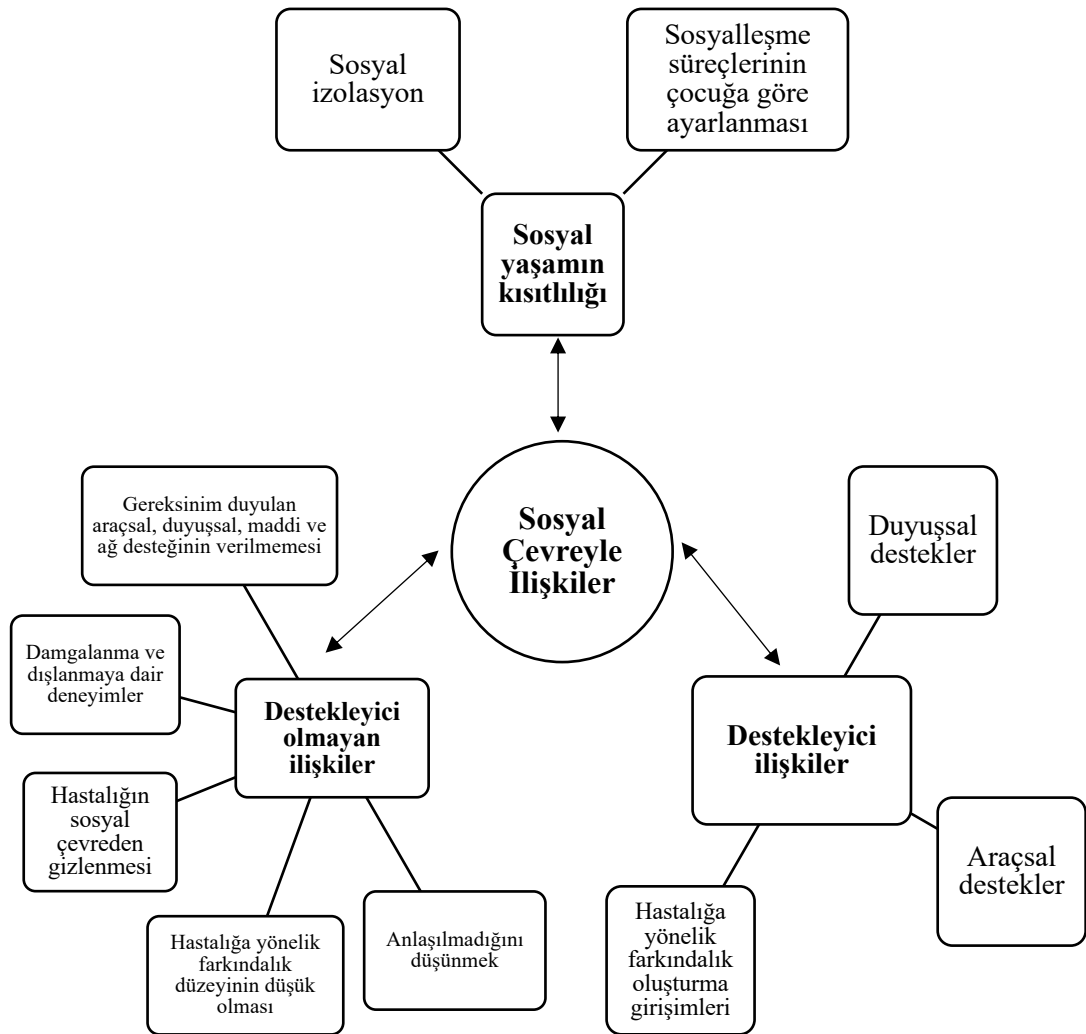 Sosyal
izolasyon
Sosyalleşme
süreçlerinin
çocuğa göre
ayarlanması
Sosyal
yaşamın
kısıtlılığı
Sosyal
Çevreyle
İlişkiler
Gereksinim duyulan
araçsal, duyuşsal, maddi ve
ağ desteğinin verilmemesi
Damgalanma ve
dışlanmaya dair
deneyimler
Hastalığın
sosyal
çevreden
gizlenmesi
Hastalığa yönelik
farkındalık
düzeyinin düşük
olması
Anlaşılmadığını
düşünmek
Destekleyici
olmayan
ilişkiler
Duyuşsal
destekler
Destekleyici
ilişkiler
Araçsal
destekler
Hastalığa
yönelik
farkındalık
oluşturma
girişimleri